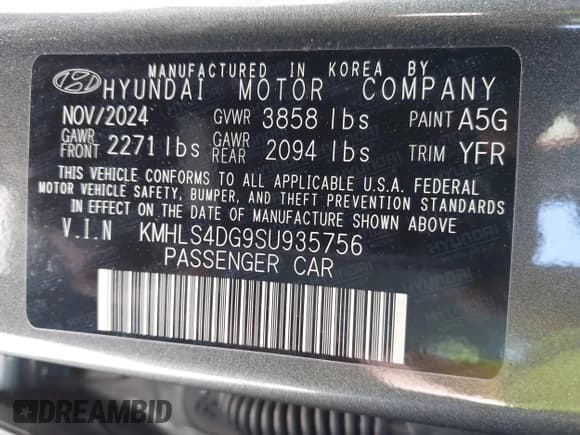 MANUFACTURED IN KOREA BY
HYUNDAI MOTOR COMPANY
NOV/2024 GVWR 3858 lbs PAINT A5G
GAWR FRONT 2271 lbs GAWR REAR 2094 lbs TRIM YFR
THIS VEHICLE CONFORMS TO ALL APPLICABLE U.S.A. FEDERAL
MOTOR VEHICLE SAFETY, BUMPER, AND THEFT PREVENTION STANDARDS
IN EFFECT ON THE DATE OF MANUFACTURE SHOWN ABOVE
V.I.N KMHLS4DG9SU935756
PASSENGER CAR
DREAMBID